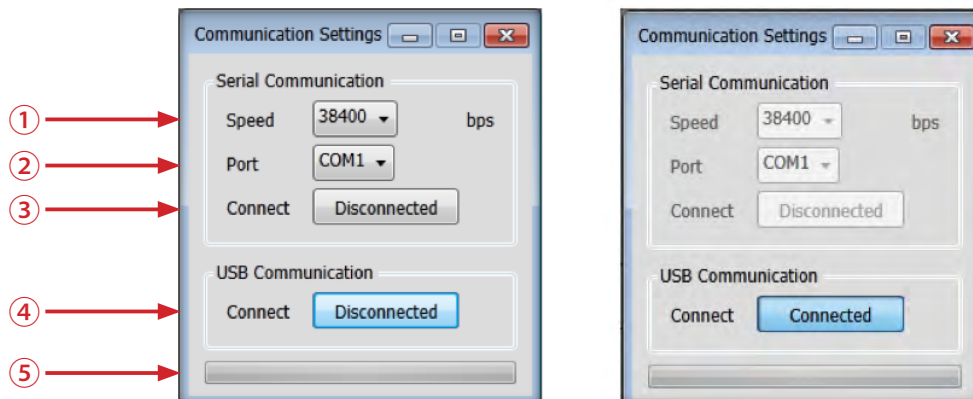 Communication Settings
Serial Communication
① Speed 38400 bps
② Port COM1
③ Connect Disconnected
USB Communication
④ Connect Disconnected
⑤
Communication Settings
Serial Communication
Speed 38400 bps
Port COM1
Connect Disconnected
USB Communication
Connect Connected